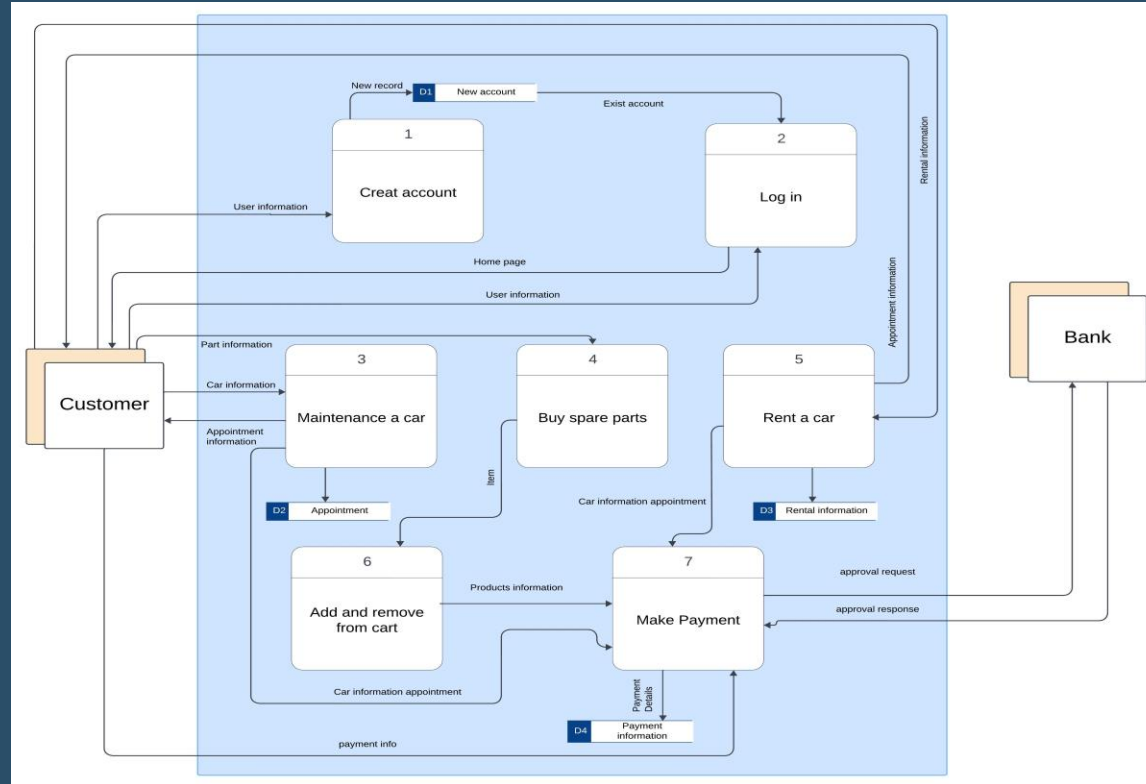 New record
D1
New account
Exist account
1
Creat account
2
Log in
Rental information
User information
Home page
User information
Appointment information
Bank
Part information
Customer
Car information
Appointment
information
3
Maintenance a car
4
Buy spare parts
5
Rent a car
Item
Car information appointment
D2
Appointment
D3
Rental information
6
Add and remove
from cart
Products information
7
Make Payment
approval request
approval response
Car information appointment
Payment
Details
D4
Payment
information
payment info